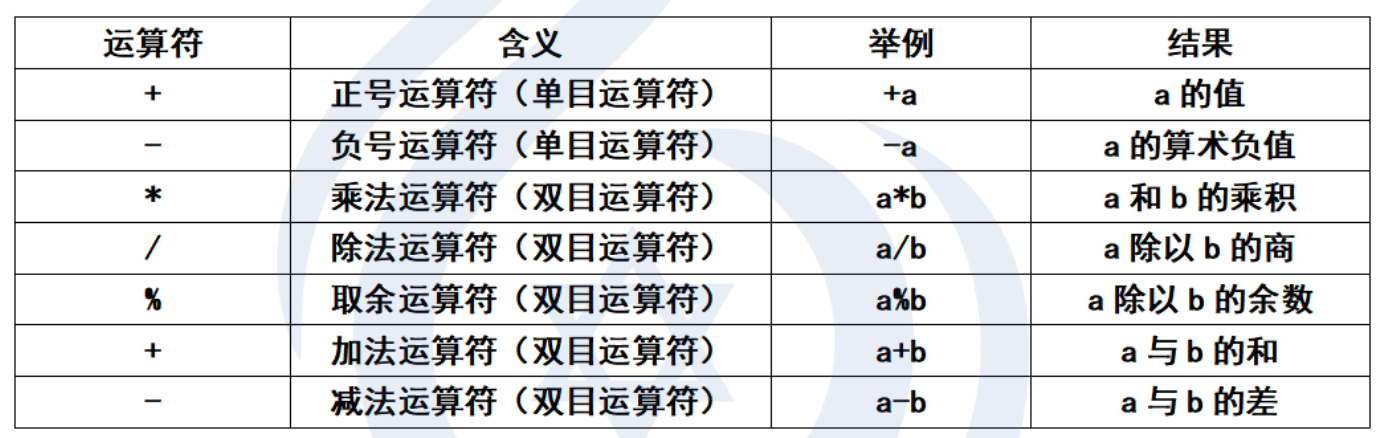 运算符 含义 举例 结果
+ 正号运算符（单目运算符） +a a 的值
- 负号运算符（单目运算符） -a a 的算术负值
* 乘法运算符（双目运算符） a*b a 和 b 的乘积
/ 除法运算符（双目运算符） a/b a 除以 b 的商
% 取余运算符（双目运算符） a%b a 除以 b 的余数
+ 加法运算符（双目运算符） a+b a 与 b 的和
- 减法运算符（双目运算符） a-b a 与 b 的差